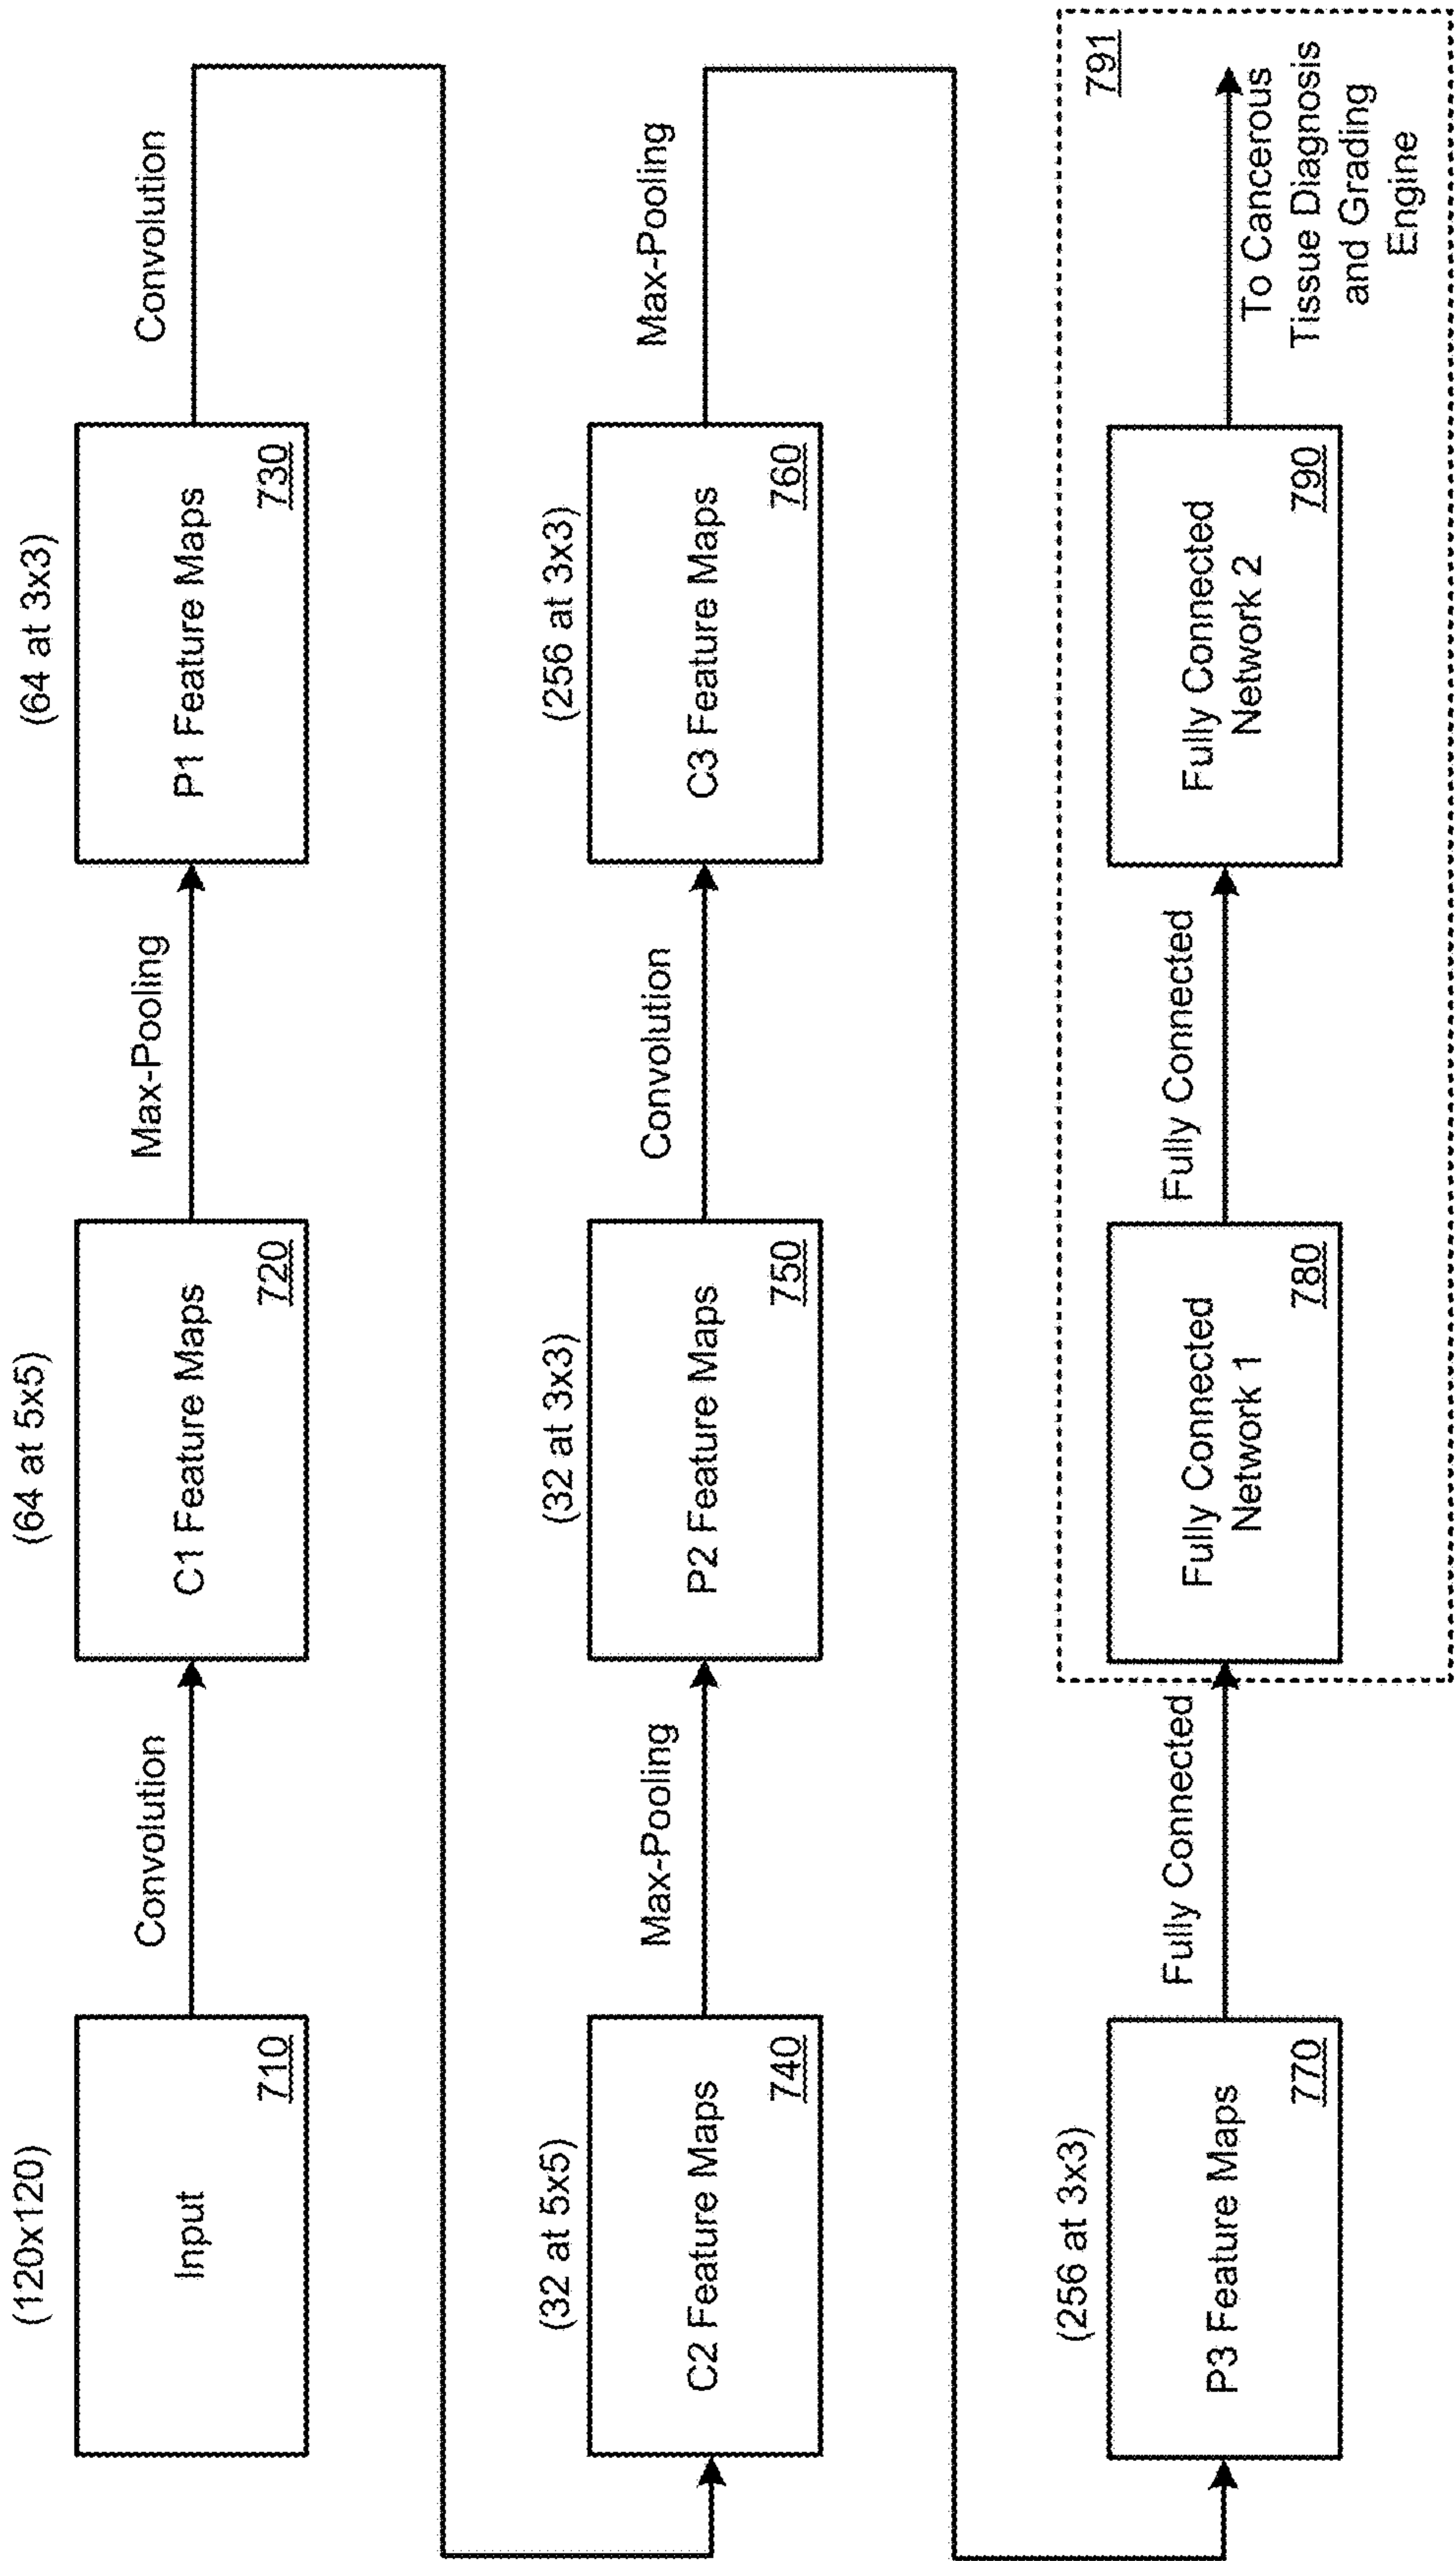 (120x120)
Input
710
Convolution
(64 at 5x5)
C1 Feature Maps
720
Max-Pooling
(64 at 3x3)
P1 Feature Maps
730
Convolution
(32 at 5x5)
C2 Feature Maps
740
Max-Pooling
(32 at 3x3)
P2 Feature Maps
750
Convolution
(256 at 3x3)
C3 Feature Maps
760
Max-Pooling
(256 at 3x3)
P3 Feature Maps
770
Fully Connected
Fully Connected
Network 1
780
Fully Connected
Fully Connected
Network 2
790
791
To Cancerous
Tissue Diagnosis
and Grading
Engine